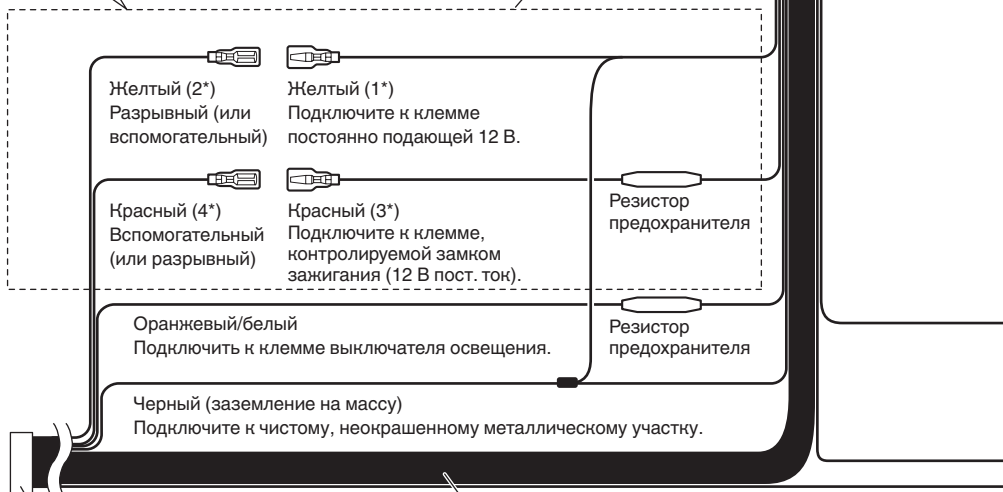 Желтый (2*)
Разрывный (или
вспомогательный)
Желтый (1*)
Подключите к клемме
постоянно подающей 12 В.
Красный (4*)
Вспомогательный
(или разрывный)
Красный (3*)
Подключите к клемме,
контролируемой замком
зажигания (12 В пост. ток).
Резистор
предохранителя
Оранжевый/белый
Подключить к клемме выключателя освещения.
Резистор
предохранителя
Черный (заземление на массу)
Подключите к чистому, неокрашенному металлическому участку.